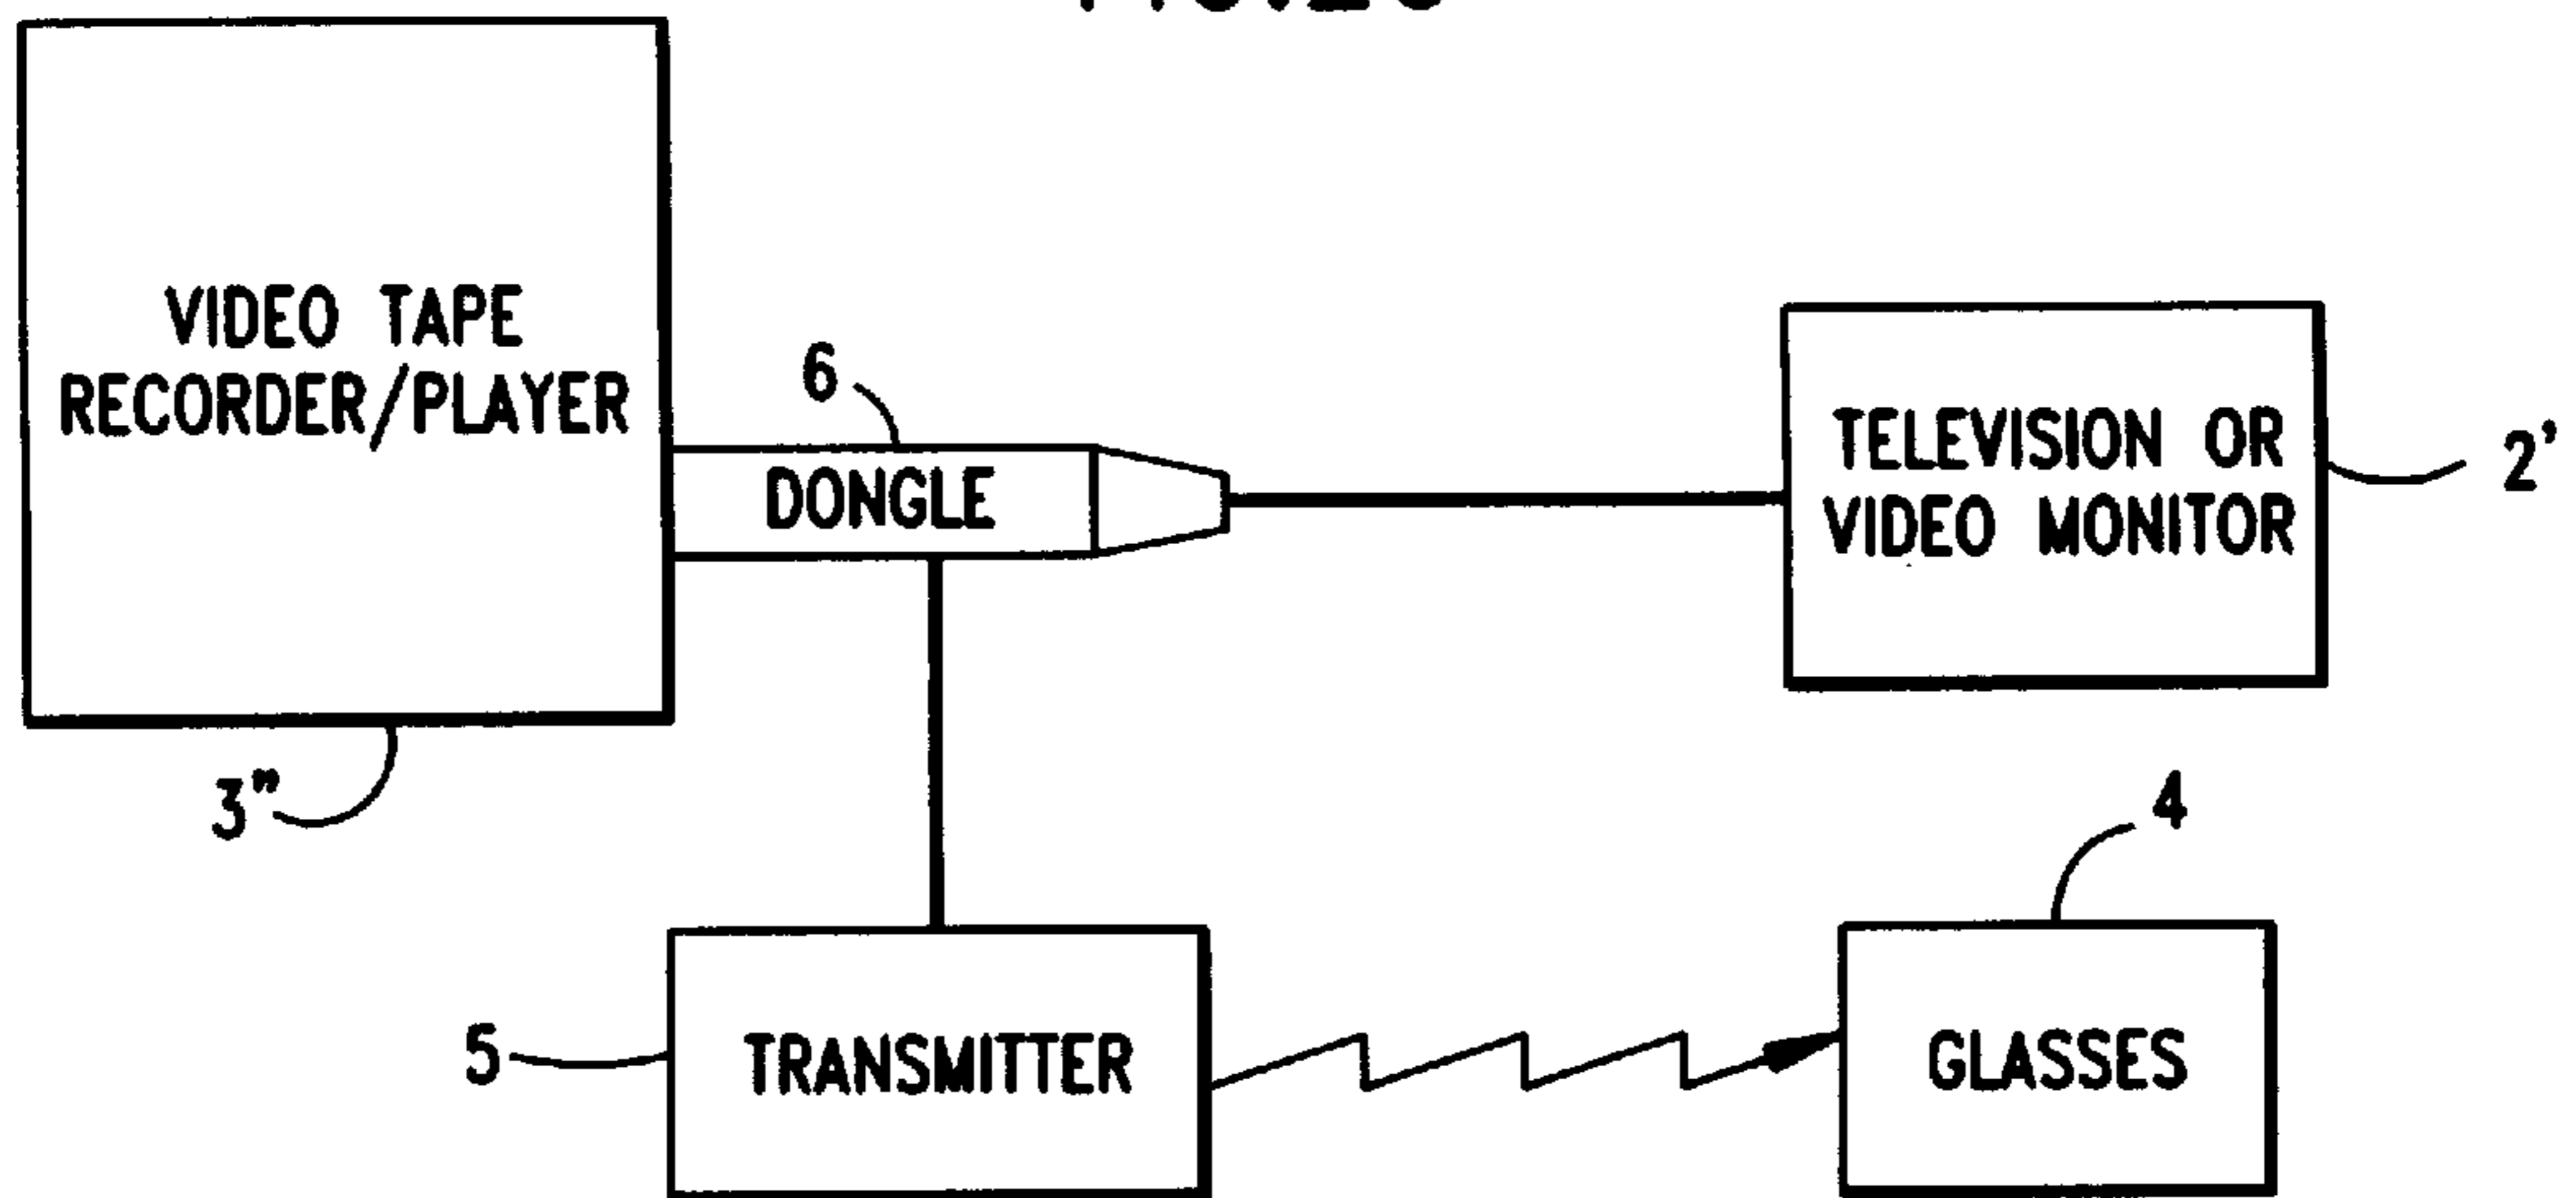 VIDEO TAPE
RECORDER/PLAYER
6
DONGLE
TELEVISION OR
VIDEO MONITOR
2'
3"
4
5
TRANSMITTER
GLASSES